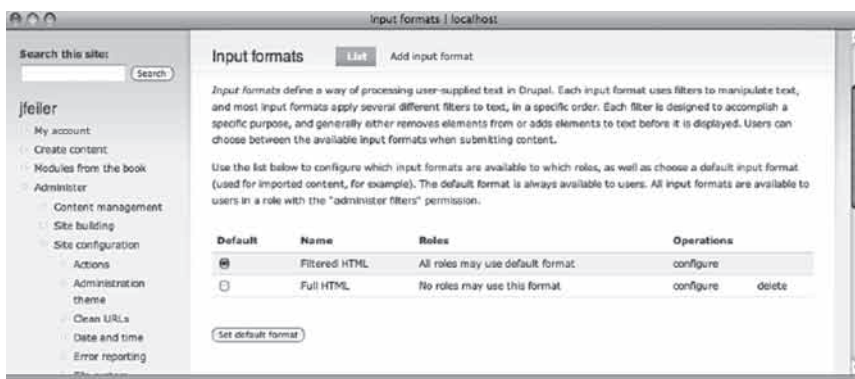 Input formats | localhost
Search this site:
Search
jfeiler
My account
Create content
Modules from the book
Administer
Content management
Site building
Site configuration
Actions
Administration
theme
Clean URLs
Date and time
Error reporting
Input formats
List
Add input format
Input formats define a way of processing user-supplied text in Drupal. Each input format uses filters to manipulate text,
and most input formats apply several different filters to text, in a specific order. Each filter is designed to accomplish a
specific purpose, and generally either removes elements from or adds elements to text before it is displayed. Users can
choose between the available input formats when submitting content.
Use the list below to configure which input formats are available to which roles, as well as choose a default input format
(used for imported content, for example). The default format is always available to users. All input formats are available to
users in a role with the "administer filters" permission.
Default Name Roles Operations
Filtered HTML All roles may use default format configure
Full HTML No roles may use this format configure delete
Set default format